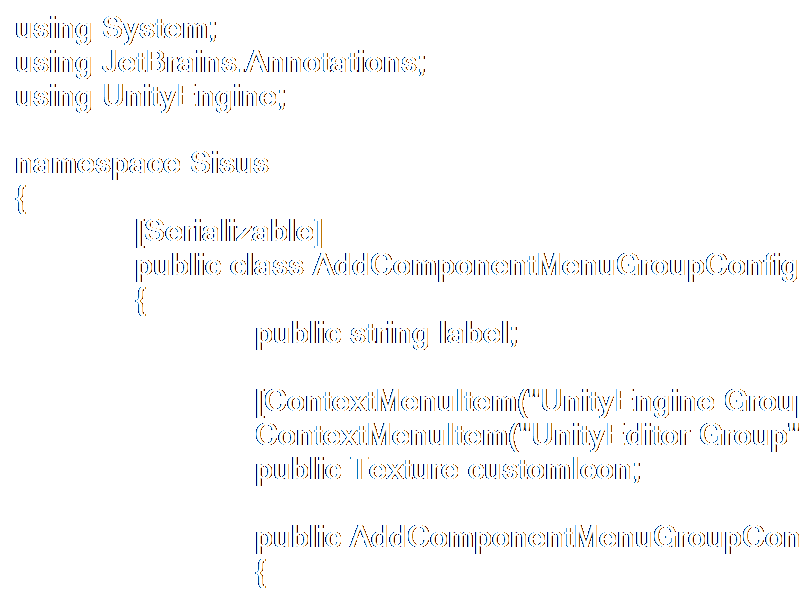 using System;
using JetBrains.Annotations;
using UnityEngine;

namespace Sisus
{
[Serializable]
public class AddComponentMenuGroupConfig
{
public string label;

[ContextMenuItem("UnityEngine Group
ContextMenuItem("UnityEditor Group"
public Texture customIcon;

public AddComponentMenuGroupCon
{